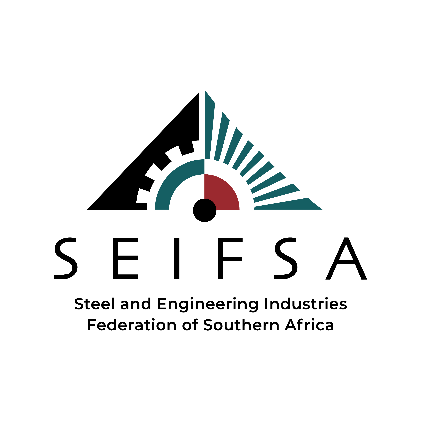 SEIFSA
Steel and Engineering Industries
Federation of Southern Africa